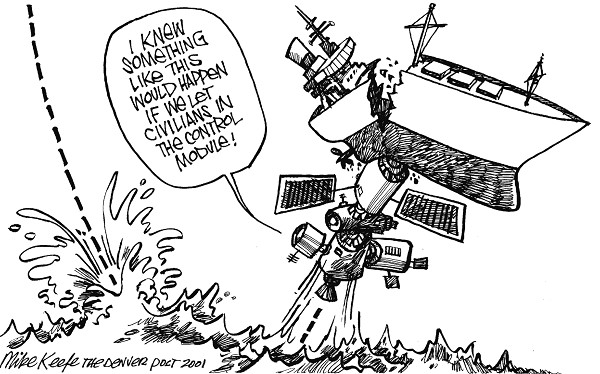 I KNEW
SOMETHING
LIKE THIS
WOULD HAPPEN
IF WE LET
CIVILIANS IN
THE CONTROL
MODULE!
Mike Keefe THE DENVER POST 2001